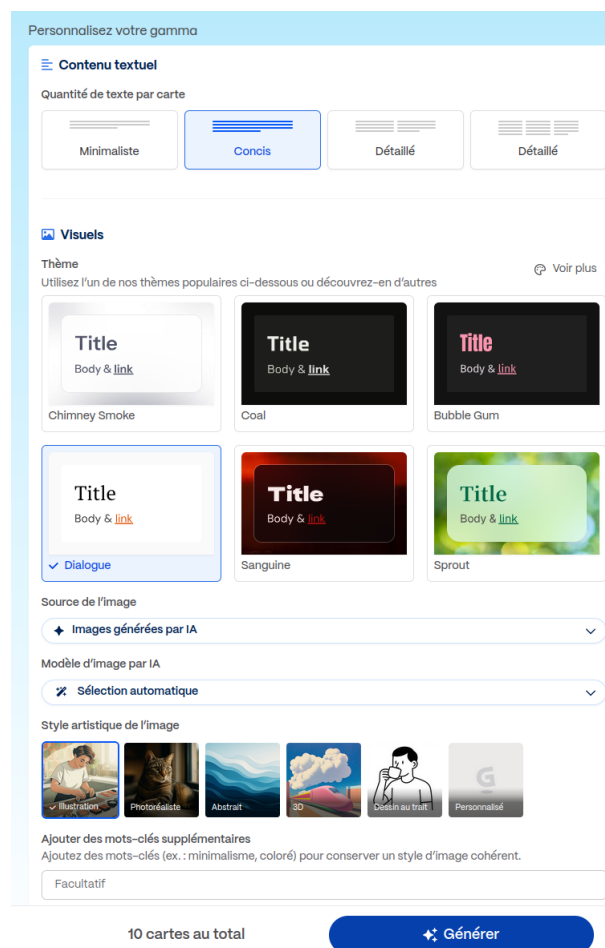 Personnalisez votre gamma
Contenu textuel
Quantité de texte par carte
Minimaliste
Concis
Détaillé
Détaillé
Visuels
Thème
Voir plus
Utilisez l'un de nos thèmes populaires ci-dessous ou découvrez-en d'autres
Title
Body & link
Chimney Smoke
Title
Body & link
Coal
Title
Body & link
Bubble Gum
Title
Body & link
Dialogue
Title
Body & link
Sanguine
Title
Body & link
Sprout
Source de l'image
Images générées par IA
Modèle d'image par IA
Sélection automatique
Style artistique de l'image
Illustration
Photoréaliste
Abstrait
3D
Dessin au trait
G
Personnalisé
Ajouter des mots-clés supplémentaires
Ajoutez des mots-clés (ex. : minimalisme, coloré) pour conserver un style d'image cohérent.
Facultatif
10 cartes au total
Générer